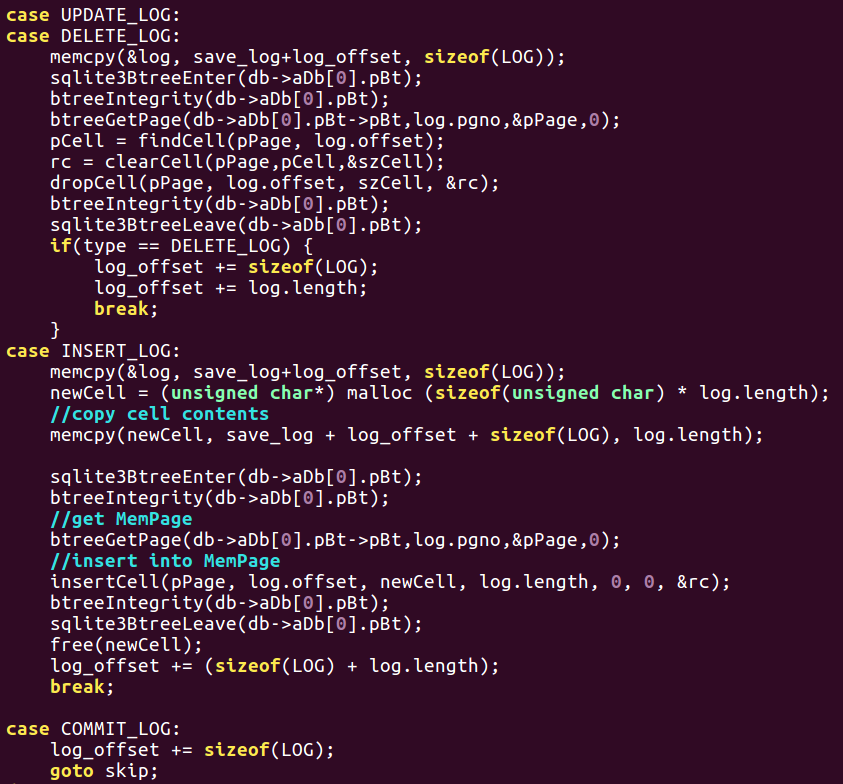 case UPDATE_LOG:
case DELETE_LOG:
    memcpy(&log, save_log+log_offset, sizeof(LOG));
    sqlite3BtreeEnter(db->aDb[0].pBt);
    btreeIntegrity(db->aDb[0].pBt);
    btreeGetPage(db->aDb[0].pBt->pBt,log.pgno,&pPage,0);
    pCell = findCell(pPage, log.offset);
    rc = clearCell(pPage,pCell,&szCell);
    dropCell(pPage, log.offset, szCell, &rc);
    btreeIntegrity(db->aDb[0].pBt);
    sqlite3BtreeLeave(db->aDb[0].pBt);
    if(type == DELETE_LOG) {
        log_offset += sizeof(LOG);
        log_offset += log.length;
        break;
    }
case INSERT_LOG:
    memcpy(&log, save_log+log_offset, sizeof(LOG));
    newCell = (unsigned char*) malloc (sizeof(unsigned char) * log.length);
    //copy cell contents
    memcpy(newCell, save_log + log_offset + sizeof(LOG), log.length);

    sqlite3BtreeEnter(db->aDb[0].pBt);
    btreeIntegrity(db->aDb[0].pBt);
    //get MemPage
    btreeGetPage(db->aDb[0].pBt->pBt,log.pgno,&pPage,0);
    //insert into MemPage
    insertCell(pPage, log.offset, newCell, log.length, 0, 0, &rc);
    btreeIntegrity(db->aDb[0].pBt);
    sqlite3BtreeLeave(db->aDb[0].pBt);
    free(newCell);
    log_offset += (sizeof(LOG) + log.length);
    break;

case COMMIT_LOG:
    log_offset += sizeof(LOG);
    goto skip;